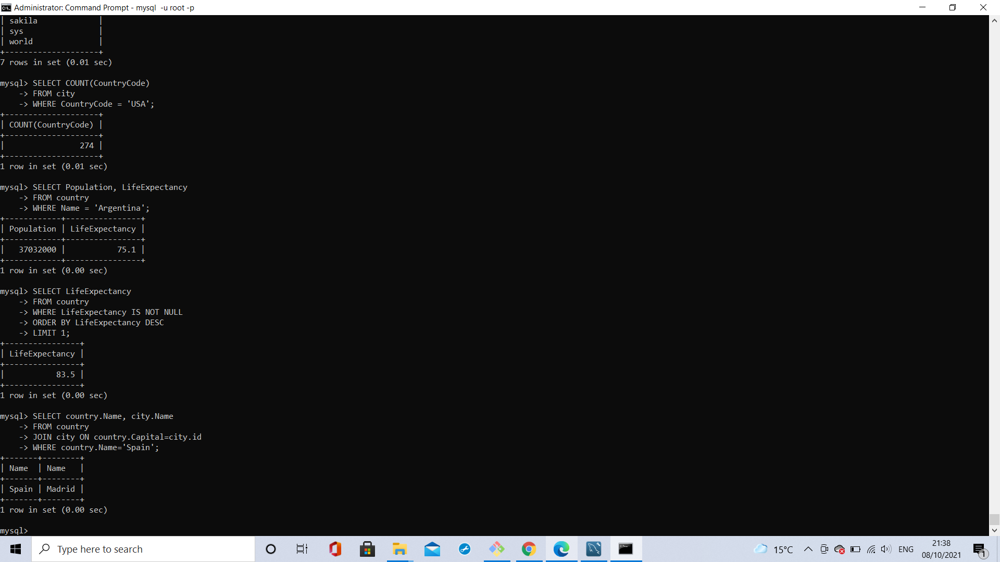 Administrator: Command Prompt - mysql  -u root -p
| sakila             |
| sys                |
| world              |
+--------------------+
7 rows in set (0.01 sec)

mysql> SELECT COUNT(CountryCode)
    -> FROM city
    -> WHERE CountryCode = 'USA';
+--------------------+
| COUNT(CountryCode) |
+--------------------+
|                274 |
+--------------------+
1 row in set (0.01 sec)

mysql> SELECT Population, LifeExpectancy
    -> FROM country
    -> WHERE Name = 'Argentina';
+------------+----------------+
| Population | LifeExpectancy |
+------------+----------------+
|   37032000 |           75.1 |
+------------+----------------+
1 row in set (0.00 sec)

mysql> SELECT LifeExpectancy
    -> FROM country
    -> WHERE LifeExpectancy IS NOT NULL
    -> ORDER BY LifeExpectancy DESC
    -> LIMIT 1;
+----------------+
| LifeExpectancy |
+----------------+
|           83.5 |
+----------------+
1 row in set (0.00 sec)

mysql> SELECT country.Name, city.Name
    -> FROM country
    -> JOIN city ON country.Capital=city.id
    -> WHERE country.Name='Spain';
+-------+--------+
| Name  | Name   |
+-------+--------+
| Spain | Madrid |
+-------+--------+
1 row in set (0.00 sec)

mysql>
Type here to search
15°C
ENG
21:38
08/10/2021
1